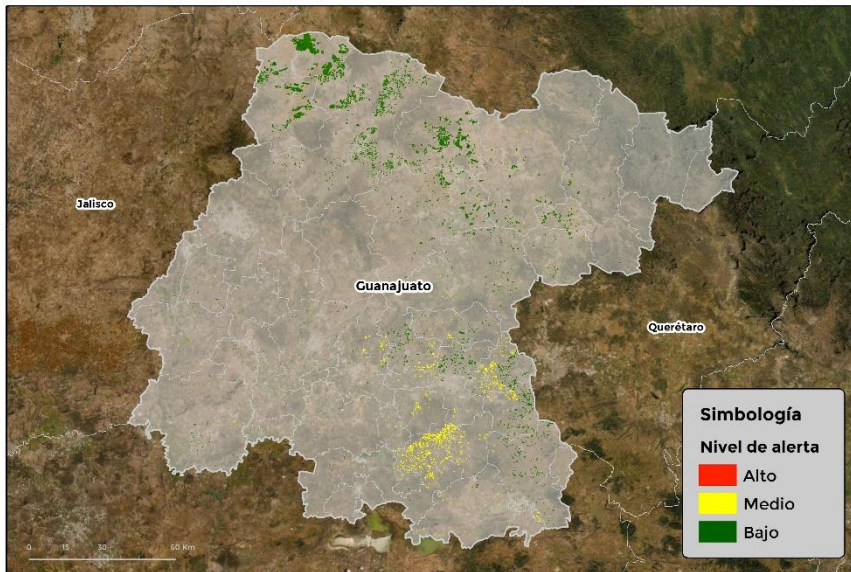 Jalisco
Guanajuato
Querétaro
Simbología
Nivel de alerta
Alto
Medio
Bajo
0 15 30 60 Km